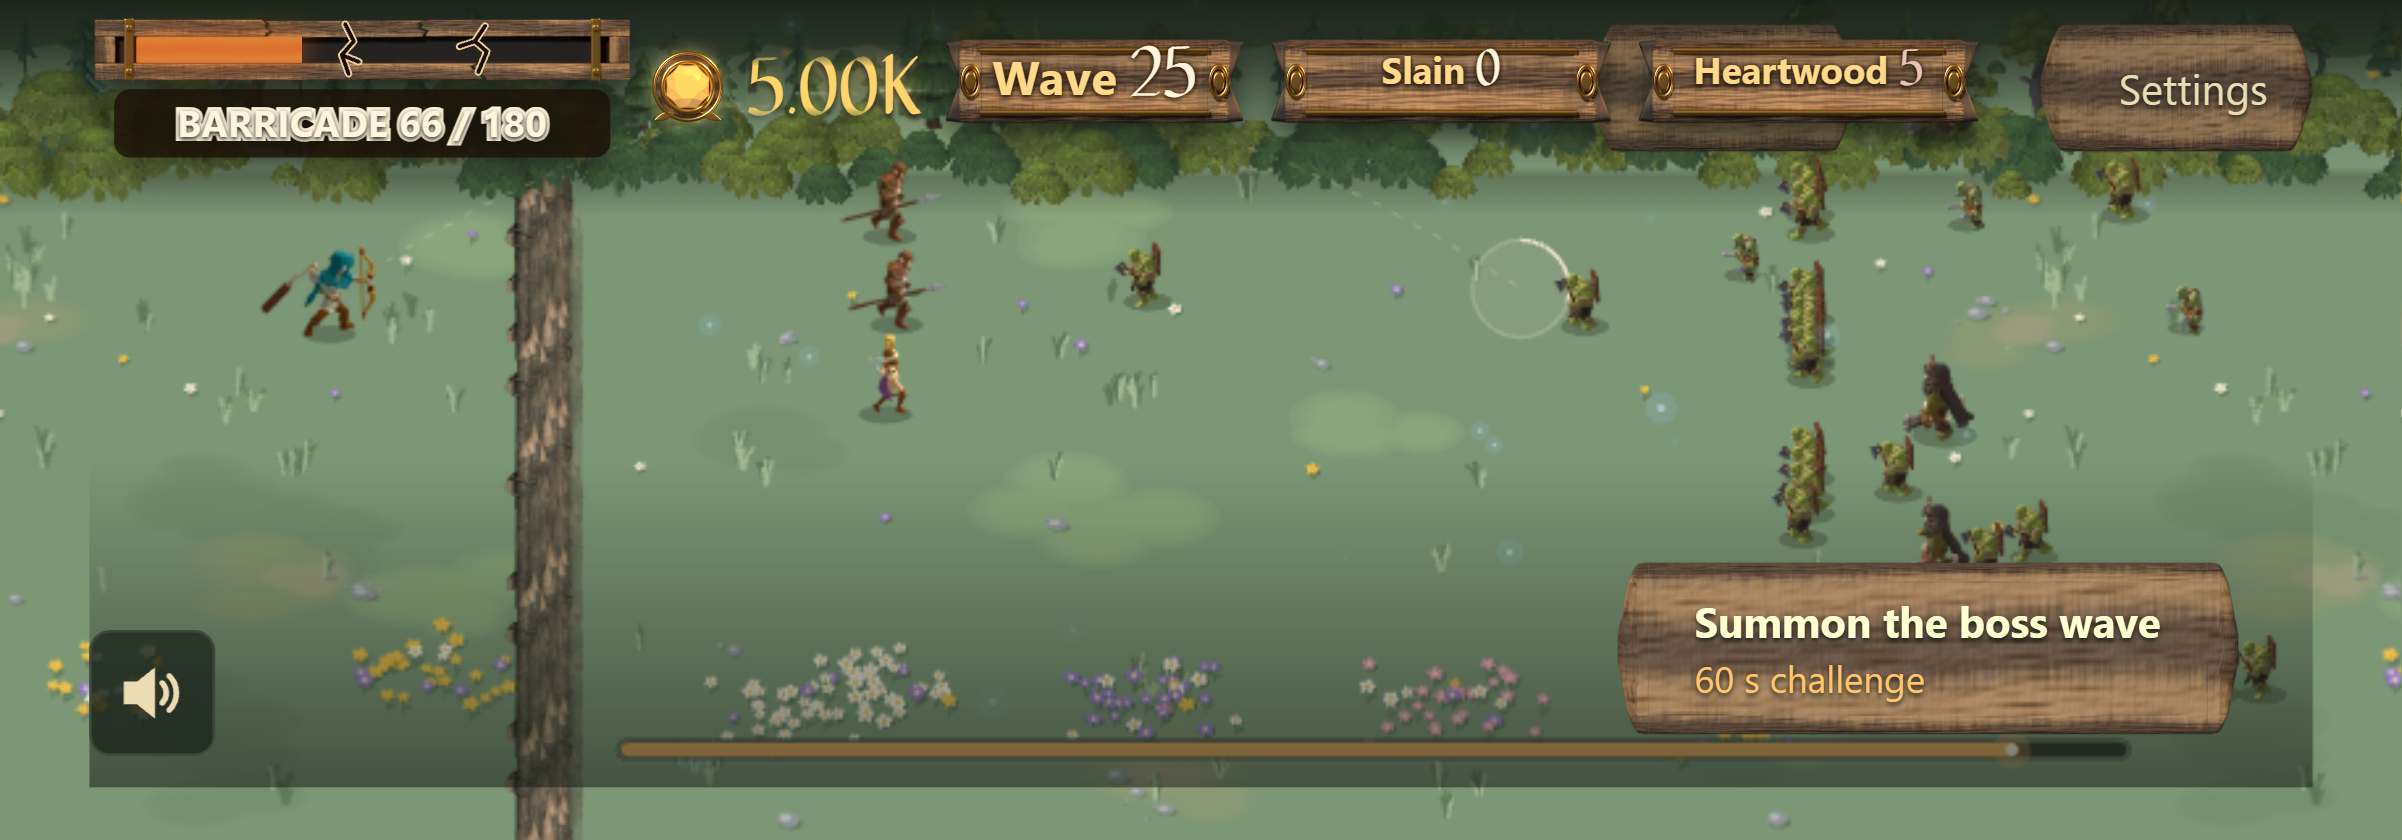 BARRICADE 66 / 180
5.00K
Wave 25
Slain 0
Heartwood 5
Settings
Summon the boss wave
60 s challenge